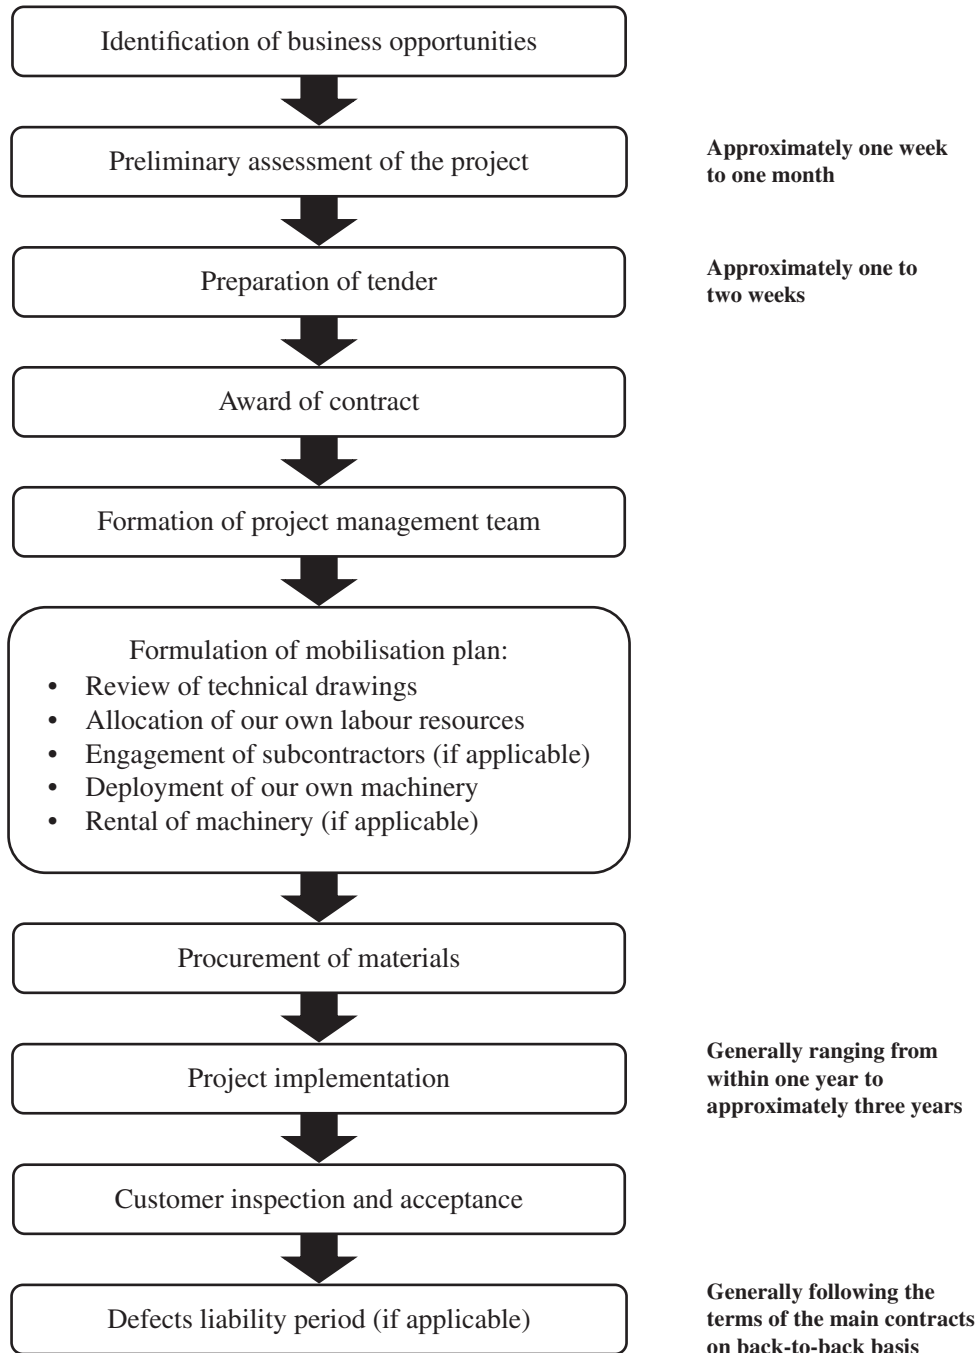 Identification of business opportunities
Preliminary assessment of the project
Approximately one week
to one month
Preparation of tender
Approximately one to
two weeks
Award of contract
Formation of project management team
Formulation of mobilisation plan:
• Review of technical drawings
• Allocation of our own labour resources
• Engagement of subcontractors (if applicable)
• Deployment of our own machinery
• Rental of machinery (if applicable)
Procurement of materials
Project implementation
Generally ranging from
within one year to
approximately three years
Customer inspection and acceptance
Defects liability period (if applicable)
Generally following the
terms of the main contracts
on back-to-back basis